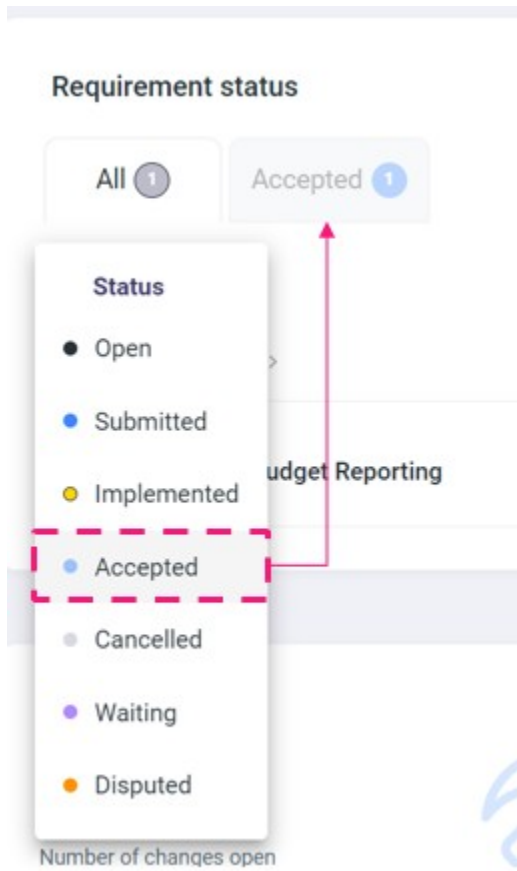 Requirement status
All 1
Accepted 1
Status
Open
Submitted
Implemented
udget Reporting
Accepted
Cancelled
Waiting
Disputed
Number of changes open